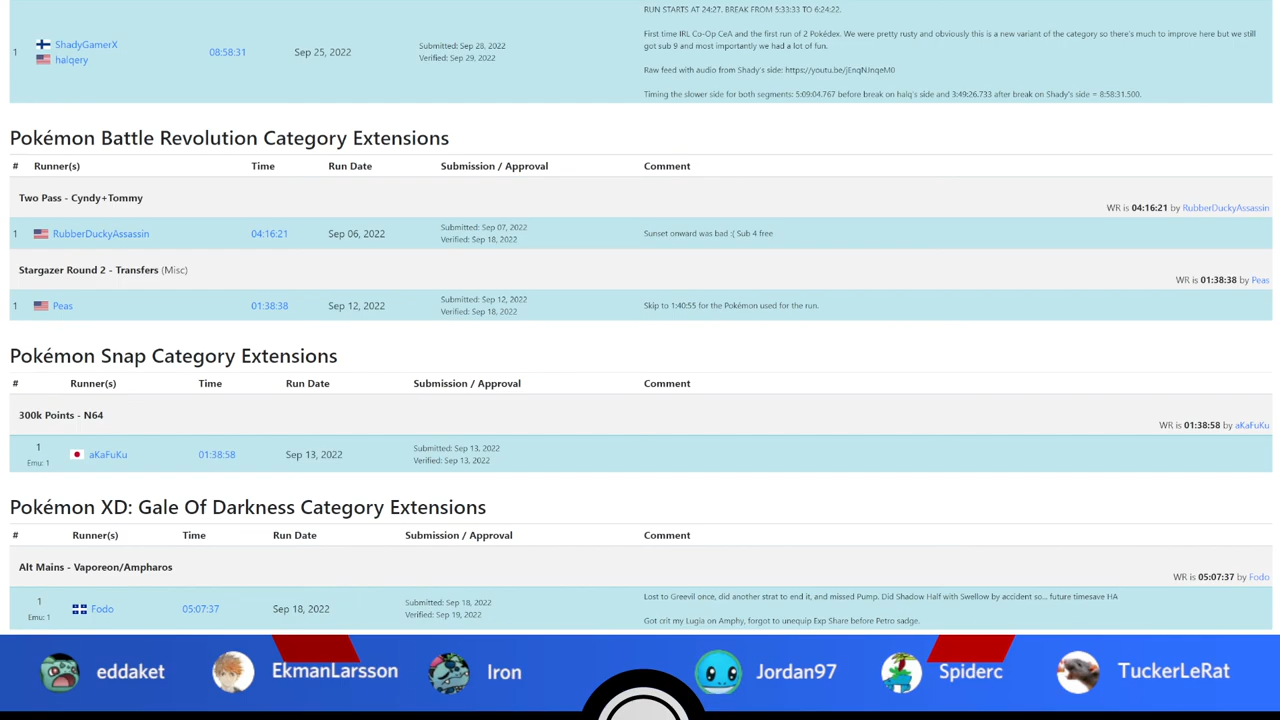 RUN STARTS AT 24:27. BREAK FROM 5:33:33 TO 6:24:22.
First time IRL Co-Op CeA and the first run of 2 Pokédex. We were pretty rusty and obviously this is a new variant of the category so there's much to improve here but we still
got sub 9 and most importantly we had a lot of fun.
1 ShadyGamerX halqery 08:58:31 Sep 25, 2022 Submitted: Sep 28, 2022 Verified: Sep 29, 2022
Raw feed with audio from Shady's side: https://youtu.be/jEnqNJnqeM0
Timing the slower side for both segments: 5:09:04.767 before break on halq's side and 3:49:26.733 after break on Shady's side = 8:58:31.500.
Pokémon Battle Revolution Category Extensions
# Runner(s) Time Run Date Submission / Approval Comment
Two Pass - Cyndy+Tommy
WR is 04:16:21 by RubberDuckyAssassin
1 RubberDuckyAssassin 04:16:21 Sep 06, 2022 Submitted: Sep 07, 2022 Verified: Sep 18, 2022 Sunset onward was bad :( Sub 4 free
Stargazer Round 2 - Transfers (Misc)
WR is 01:38:38 by Peas
1 Peas 01:38:38 Sep 12, 2022 Submitted: Sep 12, 2022 Verified: Sep 18, 2022 Skip to 1:40:55 for the Pokémon used for the run.
Pokémon Snap Category Extensions
# Runner(s) Time Run Date Submission / Approval Comment
300k Points - N64
WR is 01:38:58 by aKaFuKu
1 Emu: 1 aKaFuKu 01:38:58 Sep 13, 2022 Submitted: Sep 13, 2022 Verified: Sep 13, 2022
Pokémon XD: Gale Of Darkness Category Extensions
# Runner(s) Time Run Date Submission / Approval Comment
Alt Mains - Vaporeon/Ampharos
WR is 05:07:37 by Fodo
1 Emu: 1 Fodo 05:07:37 Sep 18, 2022 Submitted: Sep 18, 2022 Verified: Sep 19, 2022 Lost to Greevil once, did another strat to end it, and missed Pump. Did Shadow Half with Swellow by accident so... future timesave HA
Got crit my Lugia on Amphy, forgot to unequip Exp Share before Petro sadge.
eddaket EkmanLarsson Iron Jordan97 Spiderc TuckerLeRat